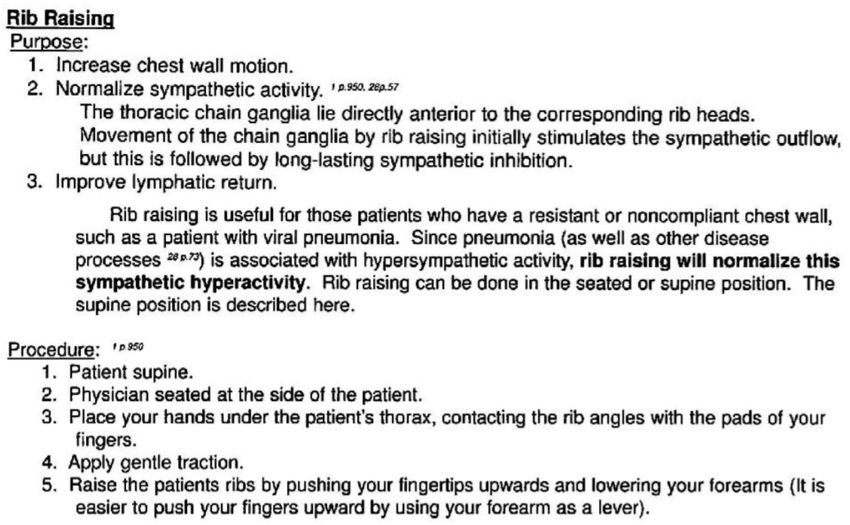 Rib Raising
Purpose:
1. Increase chest wall motion.
2. Normalize sympathetic activity. 1 p.950, 28p.57
The thoracic chain ganglia lie directly anterior to the corresponding rib heads.
Movement of the chain ganglia by rib raising initially stimulates the sympathetic outflow,
but this is followed by long-lasting sympathetic inhibition.
3. Improve lymphatic return.
Rib raising is useful for those patients who have a resistant or noncompliant chest wall,
such as a patient with viral pneumonia. Since pneumonia (as well as other disease
processes 28 p.73) is associated with hypersympathetic activity, rib raising will normalize this
sympathetic hyperactivity. Rib raising can be done in the seated or supine position. The
supine position is described here.
Procedure: 1 p 950
1. Patient supine.
2. Physician seated at the side of the patient.
3. Place your hands under the patient's thorax, contacting the rib angles with the pads of your
fingers.
4. Apply gentle traction.
5. Raise the patients ribs by pushing your fingertips upwards and lowering your forearms (It is
easier to push your fingers upward by using your forearm as a lever).